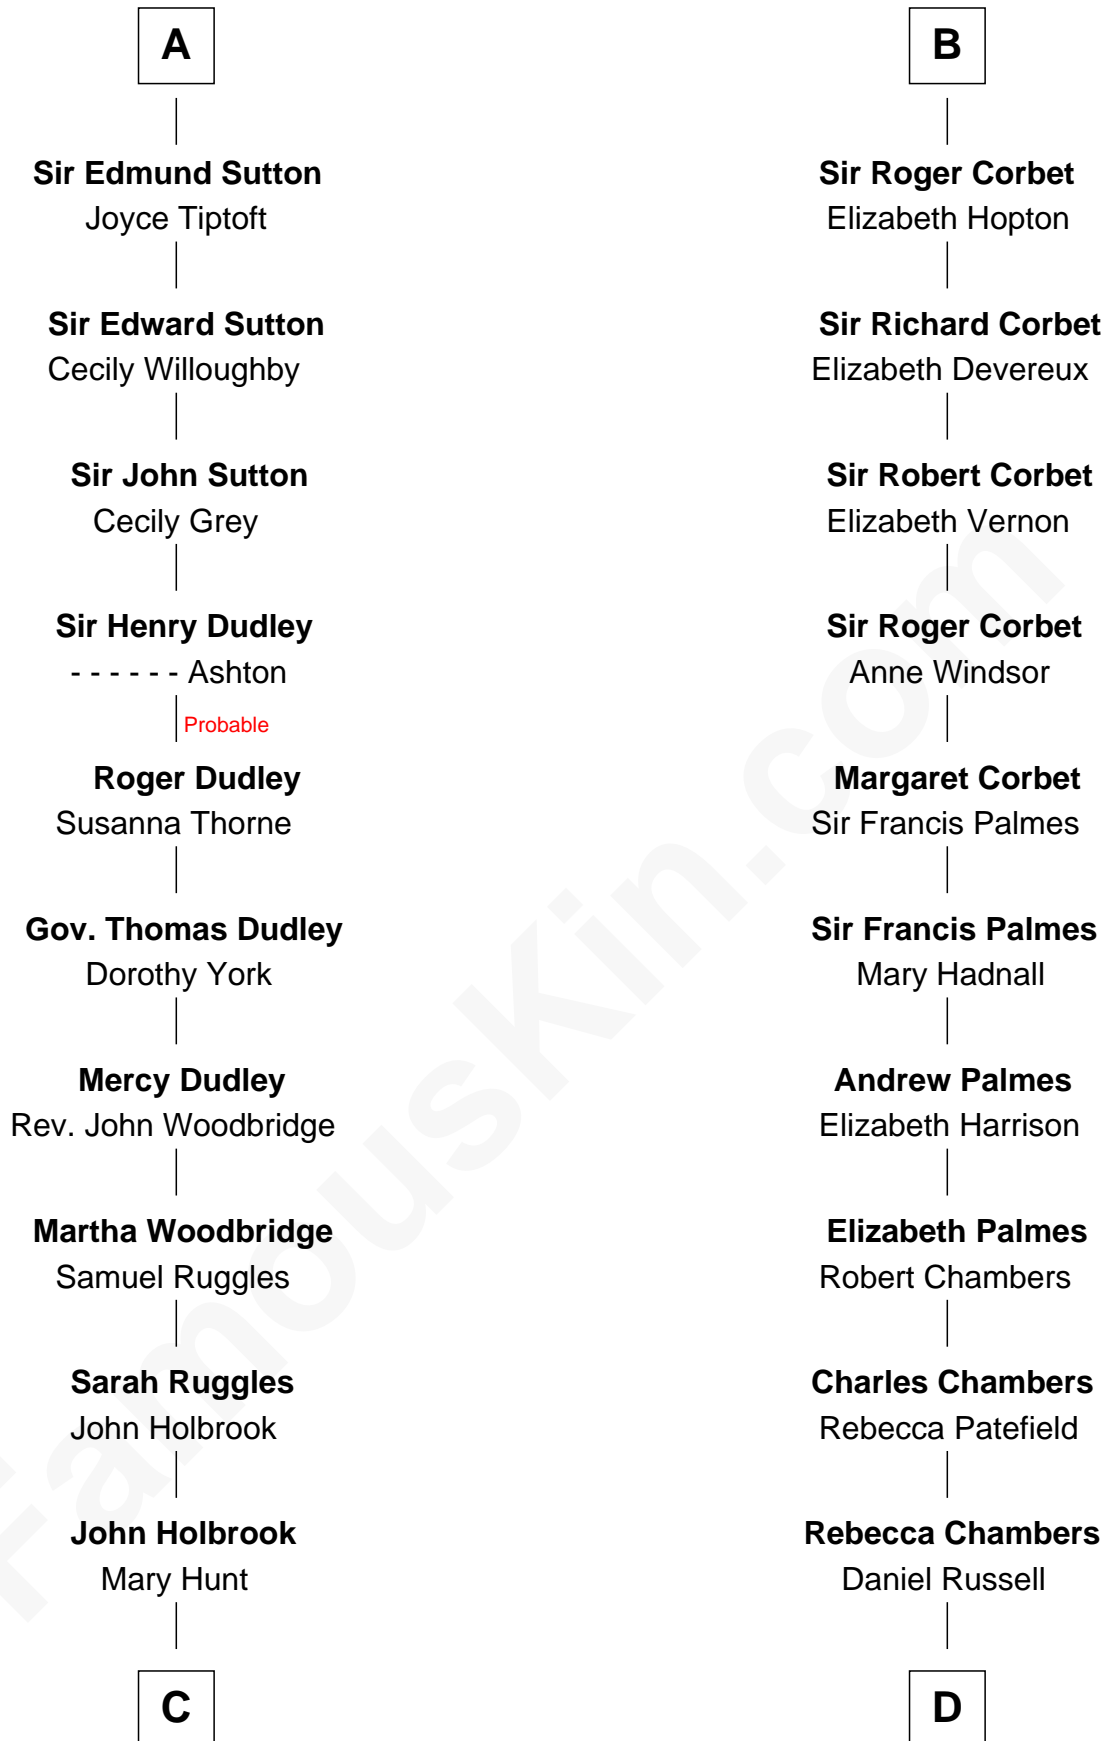 A
Sir Edmund Sutton
Joyce Tiptoft
Sir Edward Sutton
Cecily Willoughby
Sir John Sutton
Cecily Grey
Sir Henry Dudley
- - - - - - Ashton
Probable
Roger Dudley
Susanna Thorne
Gov. Thomas Dudley
Dorothy York
Mercy Dudley
Rev. John Woodbridge
Martha Woodbridge
Samuel Ruggles
Sarah Ruggles
John Holbrook
John Holbrook
Mary Hunt
C
B
Sir Roger Corbet
Elizabeth Hopton
Sir Richard Corbet
Elizabeth Devereux
Sir Robert Corbet
Elizabeth Vernon
Sir Roger Corbet
Anne Windsor
Margaret Corbet
Sir Francis Palmes
Sir Francis Palmes
Mary Hadnall
Andrew Palmes
Elizabeth Harrison
Elizabeth Palmes
Robert Chambers
Charles Chambers
Rebecca Patefield
Rebecca Chambers
Daniel Russell
D
FamousKin.com